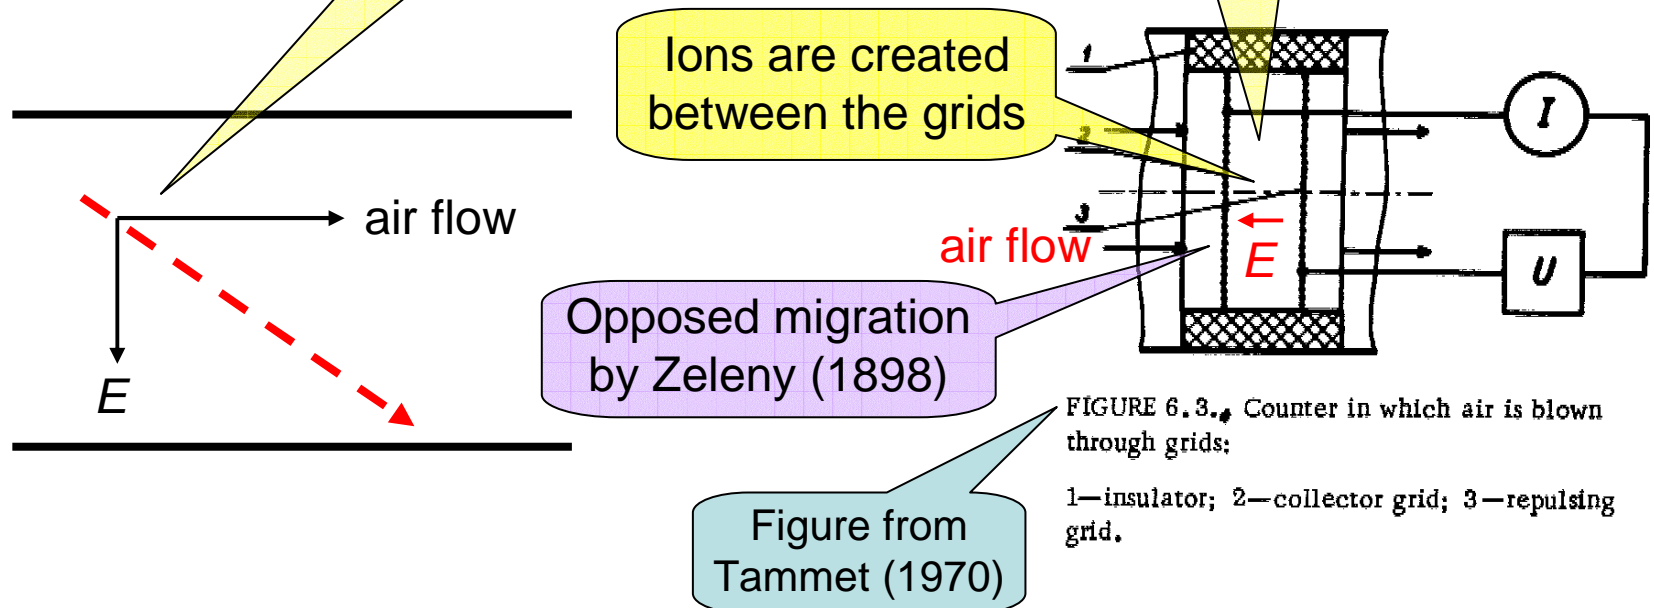 Ions are created
between the grids
1
2
3
I
U
air flow
E
air flow
E
Opposed migration
by Zeleny (1898)
FIGURE 6.3. Counter in which air is blown
through grids:
1—insulator; 2—collector grid; 3—repulsing
grid.
Figure from
Tammet (1970)